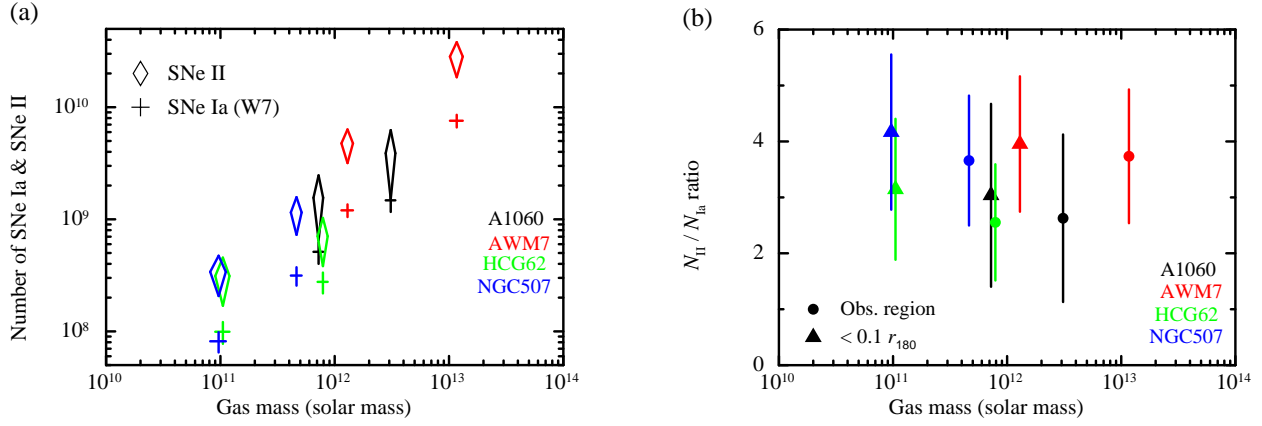 (a)
Number of SNe Ia & SNe II
10^10
10^9
10^8
SNe II
SNe Ia (W7)
A1060
AWM7
HCG62
NGC507
10^10 10^11 10^12 10^13 10^14
Gas mass (solar mass)
(b)
N_II / N_Ia ratio
6
4
2
0
Obs. region
< 0.1 r_180
A1060
AWM7
HCG62
NGC507
10^10 10^11 10^12 10^13 10^14
Gas mass (solar mass)